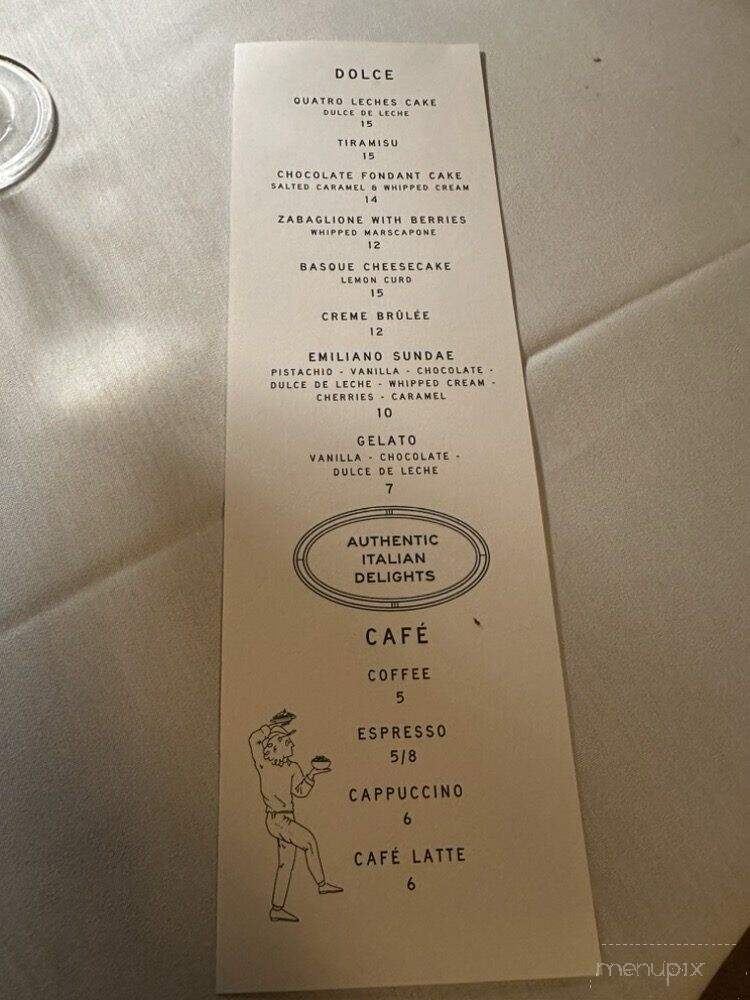 DOLCE
QUATRO LECHES CAKE
DULCE DE LECHE
15
TIRAMISU
15
CHOCOLATE FONDANT CAKE
SALTED CARAMEL & WHIPPED CREAM
14
ZABAGLIONE WITH BERRIES
WHIPPED MARSCAPONE
12
BASQUE CHEESECAKE
LEMON CURD
15
CREME BRÛLÉE
12
EMILIANO SUNDAE
PISTACHIO - VANILLA - CHOCOLATE -
DULCE DE LECHE - WHIPPED CREAM -
CHERRIES - CARAMEL
10
GELATO
VANILLA - CHOCOLATE -
DULCE DE LECHE
7
AUTHENTIC
ITALIAN
DELIGHTS
CAFÉ
COFFEE
5
ESPRESSO
5/8
CAPPUCCINO
6
CAFÉ LATTE
6
menupix